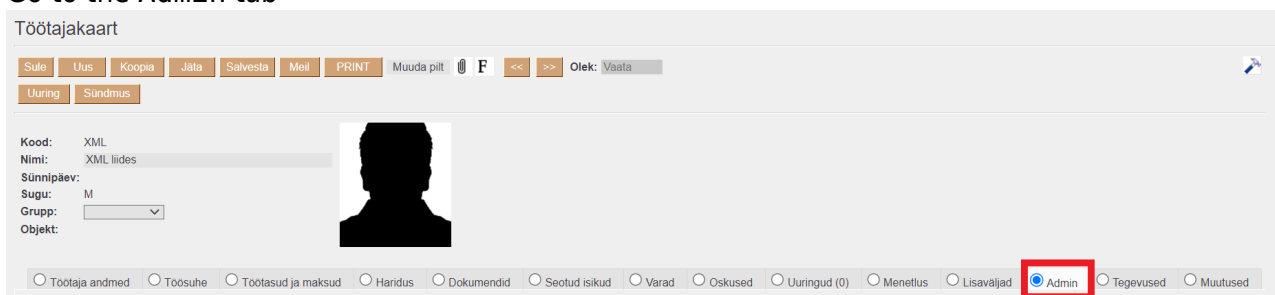 Go to the Admin tab
Töötajakaart
Sule Uus Koopia Jäta Salvesta Meil PRINT Muuda pilt F << >> Olek: Vaata
Uuring Sündmus
Kood: XML
Nimi: XML liides
Sünnipäev:
Sugu: M
Grupp:
Objekt:
Töötaja andmed Töösuhe Töötasud ja maksud Haridus Dokumendid Seotud isikud Varad Oskused Uuringud (0) Menetlus Lisaväljad Admin Tegevused Muutused